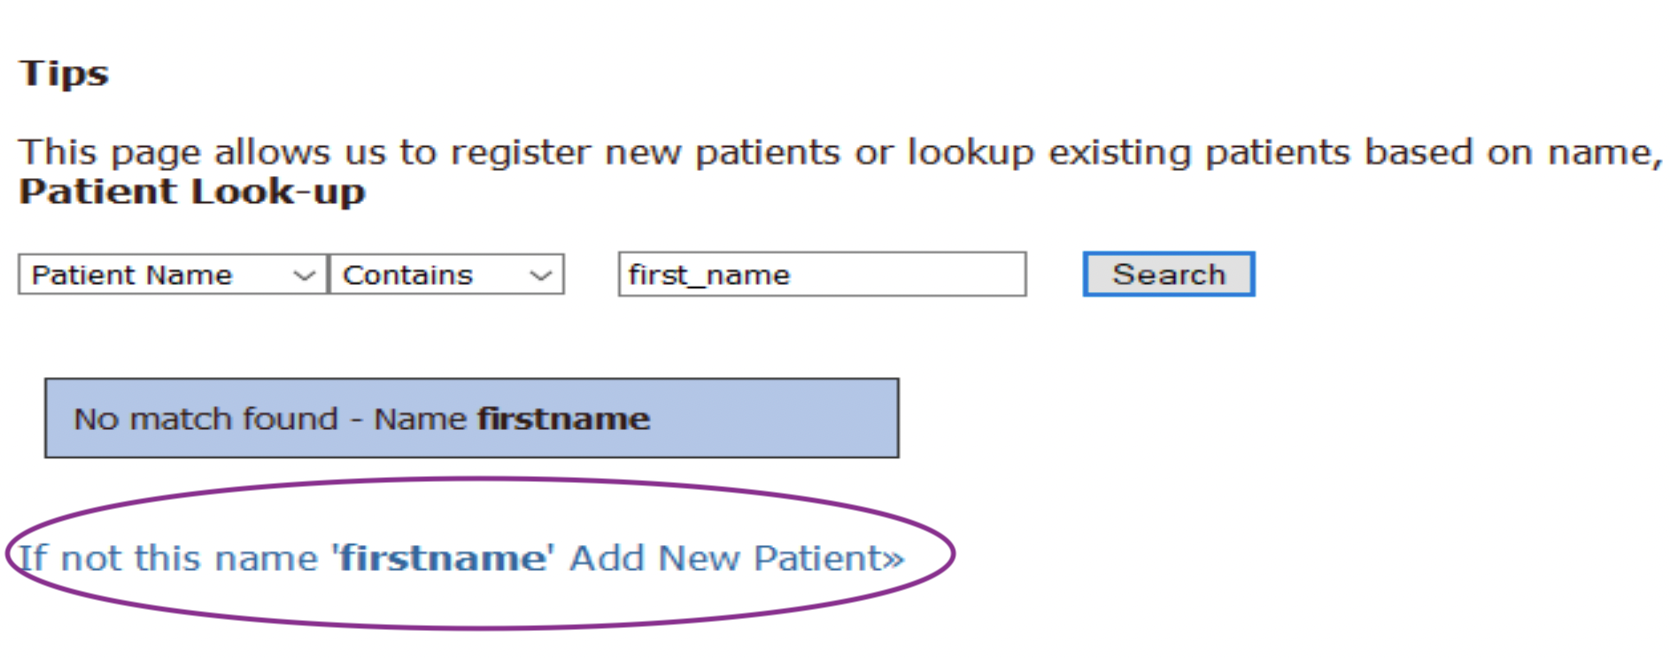 Tips
This page allows us to register new patients or lookup existing patients based on name,
Patient Look-up
Patient Name Contains first_name Search
No match found - Name firstname
If not this name 'firstname' Add New Patient»